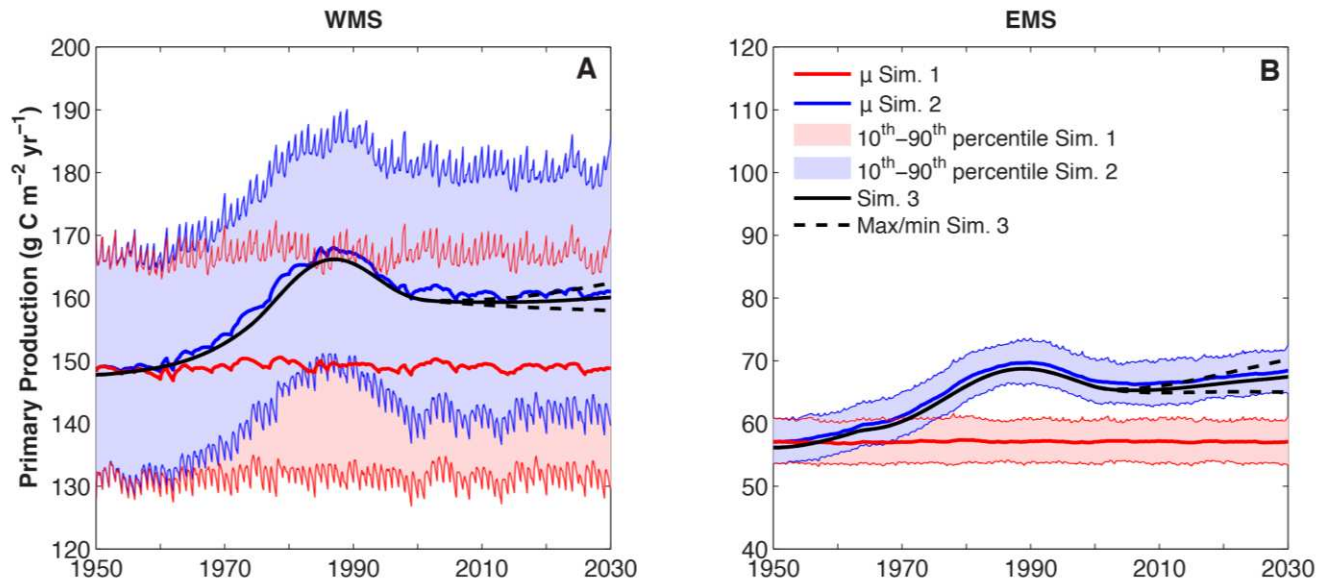 WMS
EMS
Primary Production (g C m⁻² yr⁻¹)
200
190
180
170
160
150
140
130
120
1950
1970
1990
2010
2030
A
120
110
100
90
80
70
60
50
40
1950
1970
1990
2010
2030
B
μ Sim. 1
μ Sim. 2
10th–90th percentile Sim. 1
10th–90th percentile Sim. 2
Sim. 3
Max/min Sim. 3